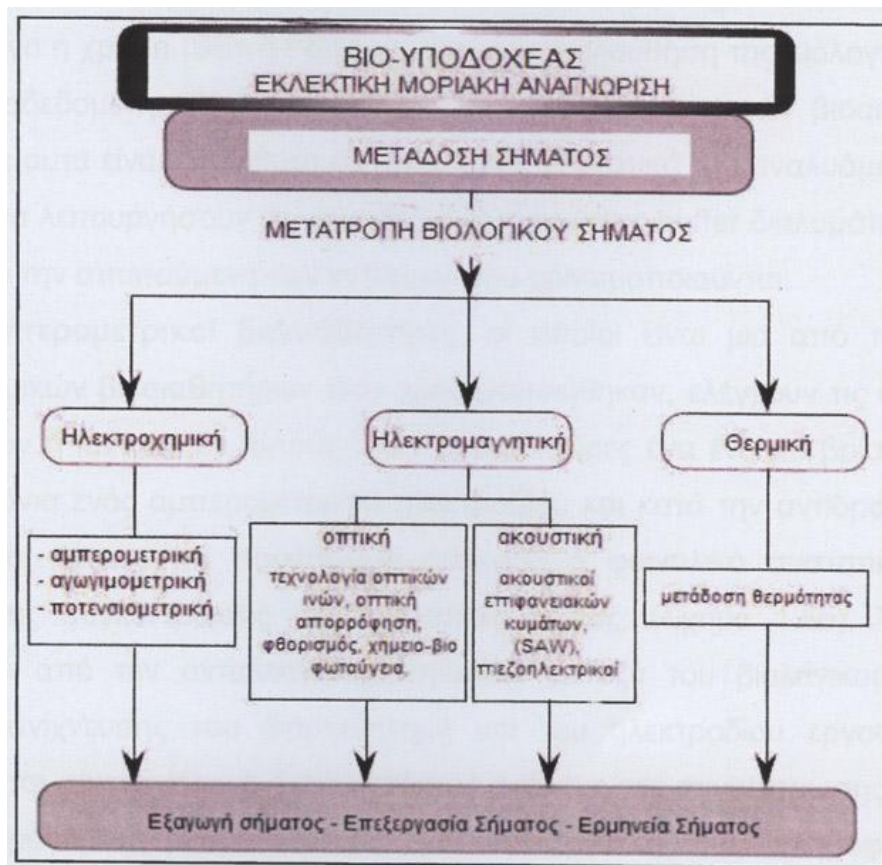 ΒΙΟ-ΥΠΟΔΟΧΕΑΣ
ΕΚΛΕΚΤΙΚΗ ΜΟΡΙΑΚΗ ΑΝΑΓΝΩΡΙΣΗ
ΜΕΤΑΔΟΣΗ ΣΗΜΑΤΟΣ
ΜΕΤΑΤΡΟΠΗ ΒΙΟΛΟΓΙΚΟΥ ΣΗΜΑΤΟΣ
Ηλεκτροχημική
Ηλεκτρομαγνητική
Θερμική
- αμπερομετρική
- αγωγιμομετρική
- ποτενσιομετρική
οπτική
τεχνολογία οπτικών
ινών, οπτική
απορρόφηση,
φθορισμός, χημειο-βιο
φωταύγεια,
ακουστική
ακουστικοί
επιφανειακών
κυμάτων,
(SAW),
πιεζοηλεκτρικοί
μετάδοση θερμότητας
Εξαγωγή σήματος - Επεξεργασία Σήματος - Ερμηνεία Σήματος